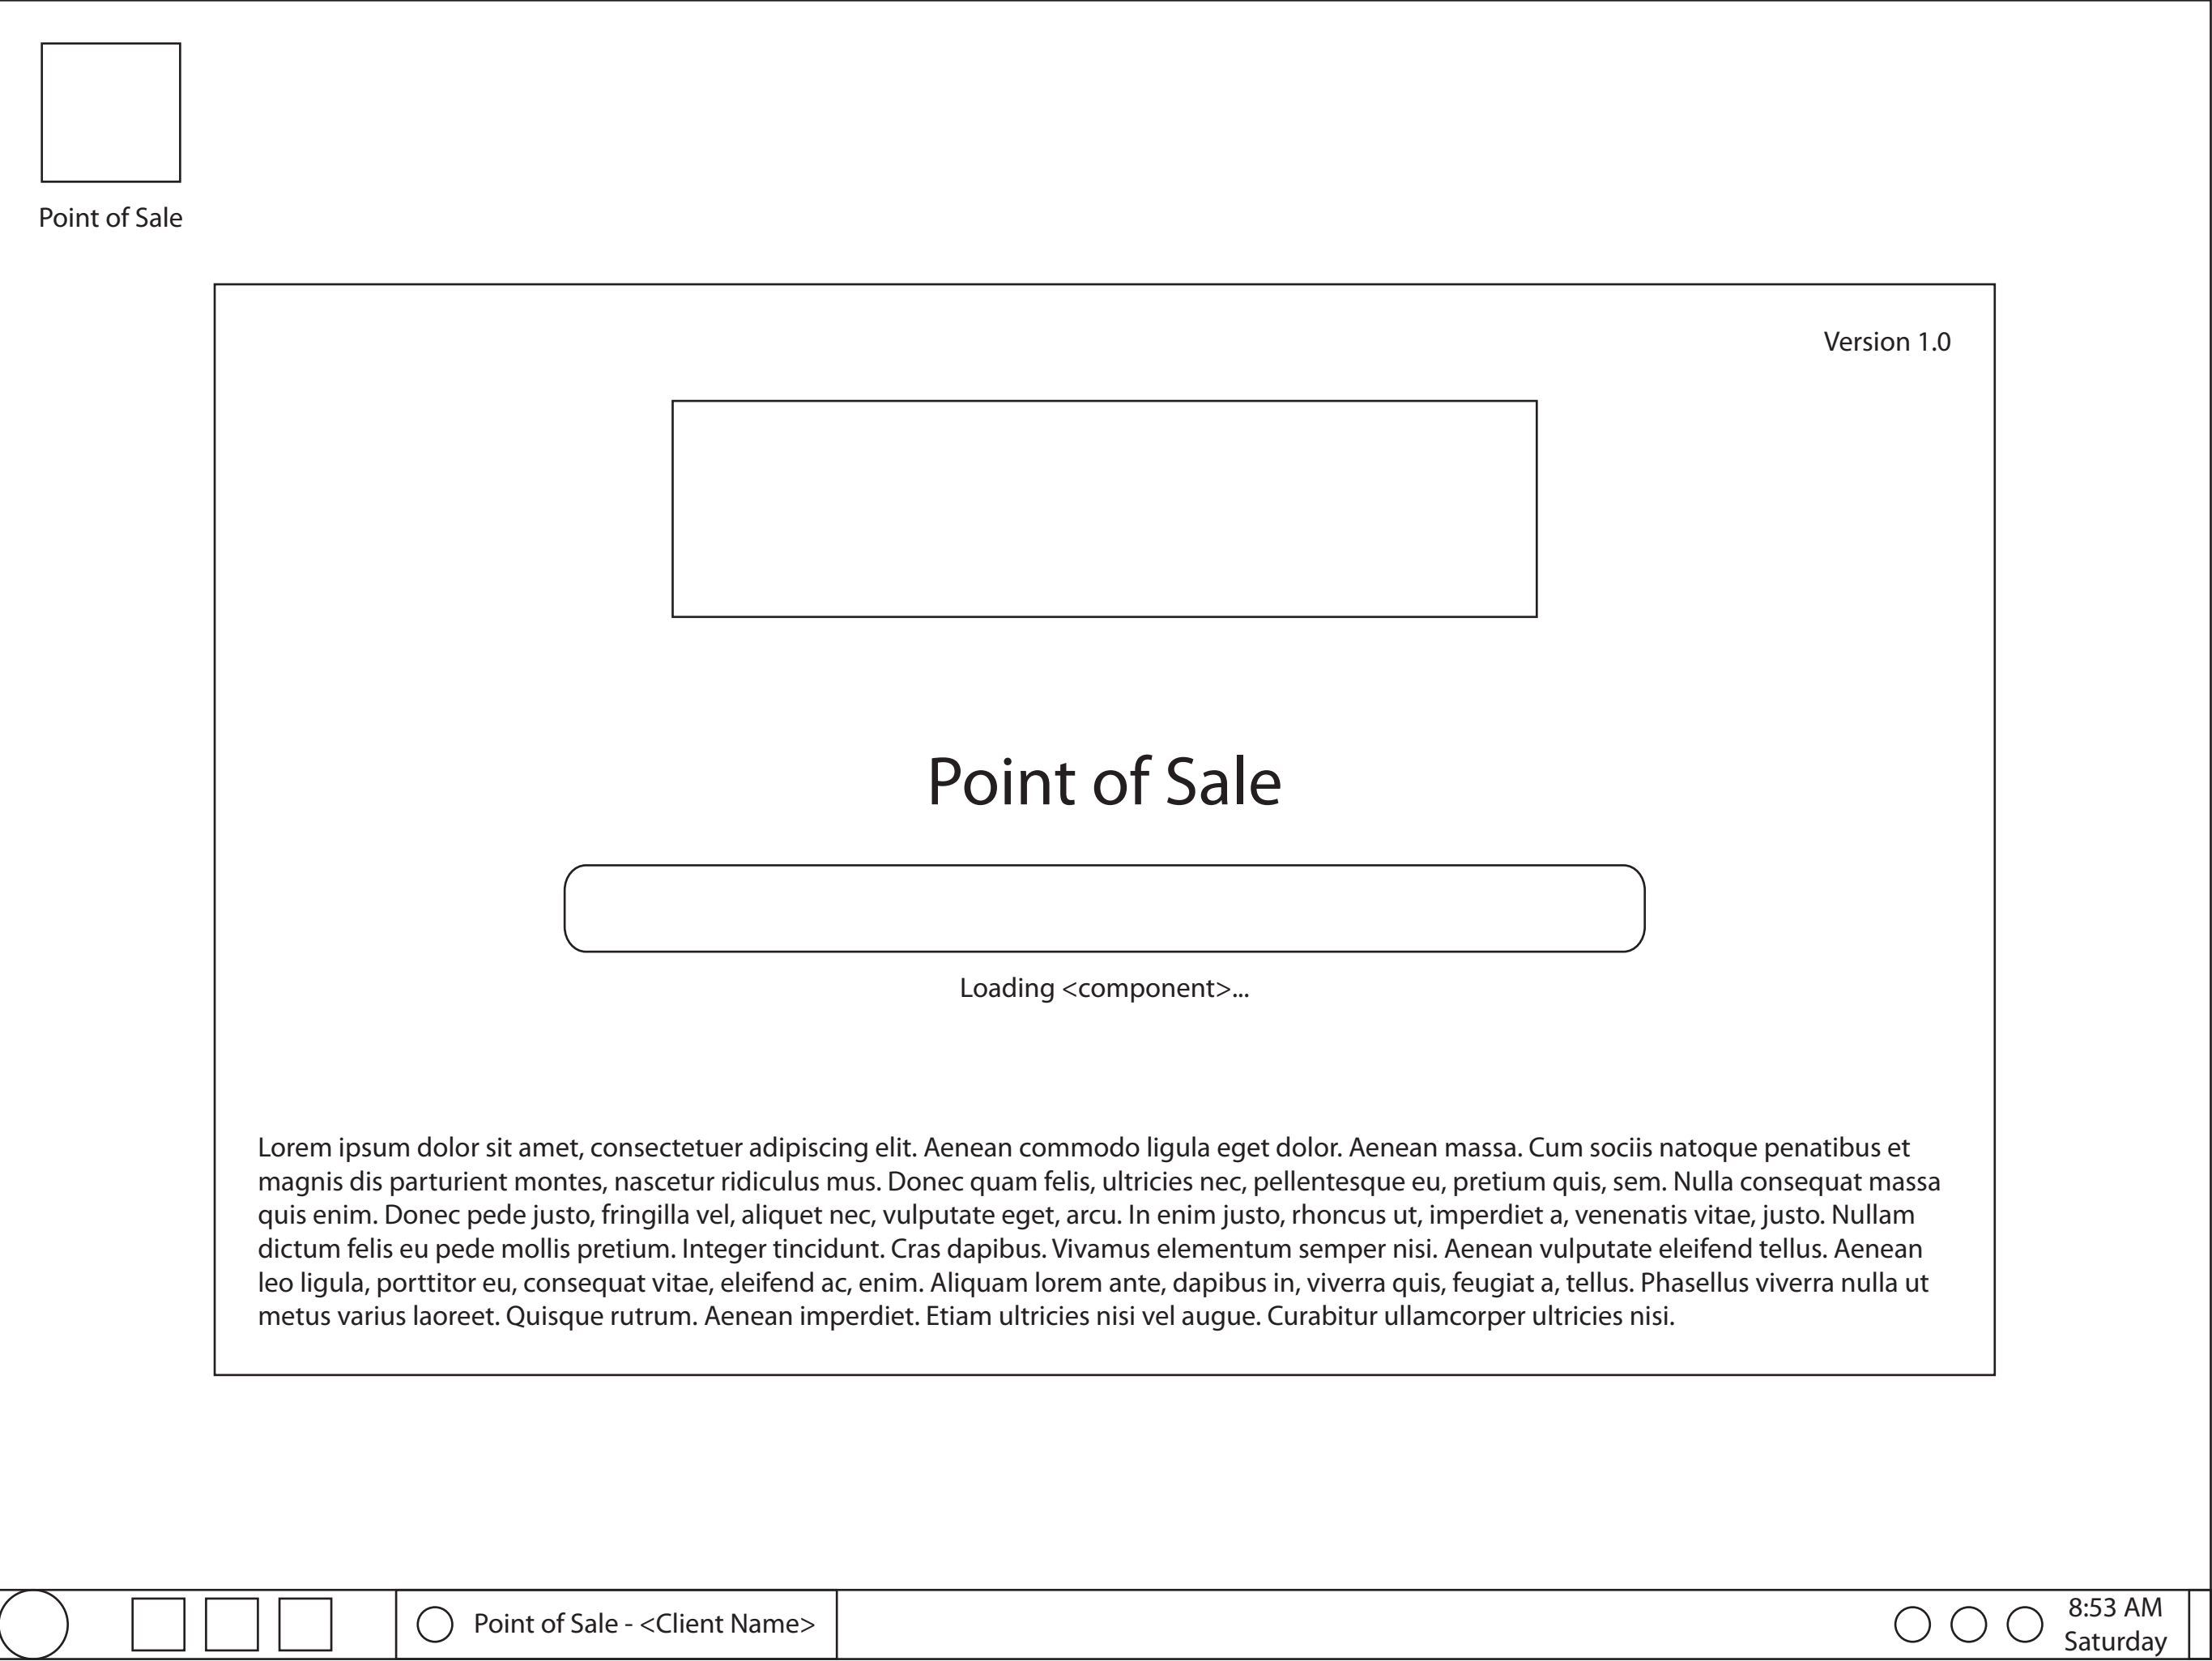 Point of Sale
Version 1.0
Point of Sale
Loading <component>...
Lorem ipsum dolor sit amet, consectetuer adipiscing elit. Aenean commodo ligula eget dolor. Aenean massa. Cum sociis natoque penatibus et
magnis dis parturient montes, nascetur ridiculus mus. Donec quam felis, ultricies nec, pellentesque eu, pretium quis, sem. Nulla consequat massa
quis enim. Donec pede justo, fringilla vel, aliquet nec, vulputate eget, arcu. In enim justo, rhoncus ut, imperdiet a, venenatis vitae, justo. Nullam
dictum felis eu pede mollis pretium. Integer tincidunt. Cras dapibus. Vivamus elementum semper nisi. Aenean vulputate eleifend tellus. Aenean
leo ligula, porttitor eu, consequat vitae, eleifend ac, enim. Aliquam lorem ante, dapibus in, viverra quis, feugiat a, tellus. Phasellus viverra nulla ut
metus varius laoreet. Quisque rutrum. Aenean imperdiet. Etiam ultricies nisi vel augue. Curabitur ullamcorper ultricies nisi.
Point of Sale - <Client Name>
8:53 AM
Saturday